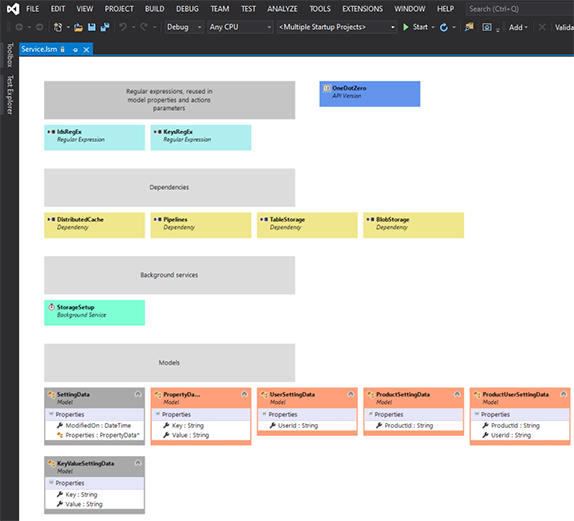 FILE EDIT VIEW PROJECT BUILD DEBUG TEAM TEST ANALYZE TOOLS EXTENSIONS WINDOW HELP Search (Ctrl+Q)
Debug Any CPU <Multiple Startup Projects> Start Add Valida
Toolbox
Test Explorer
Service.lsm
Regular expressions, reused in
model properties and actions
parameters
OneDotZero
API Version
IdsRegEx
Regular Expression
KeysRegEx
Regular Expression
Dependencies
DistributedCache
Dependency
Pipelines
Dependency
TableStorage
Dependency
BlobStorage
Dependency
Background services
StorageSetup
Background Service
Models
SettingData
Model
Properties
ModifiedOn : DateTime
Properties : PropertyData*
PropertyDa...
Model
Properties
Key : String
Value : String
UserSettingData
Model
Properties
UserId : String
ProductSettingData
Model
Properties
ProductId : String
ProductUserSettingData
Model
Properties
ProductId : String
UserId : String
KeyValueSettingData
Model
Properties
Key : String
Value : String